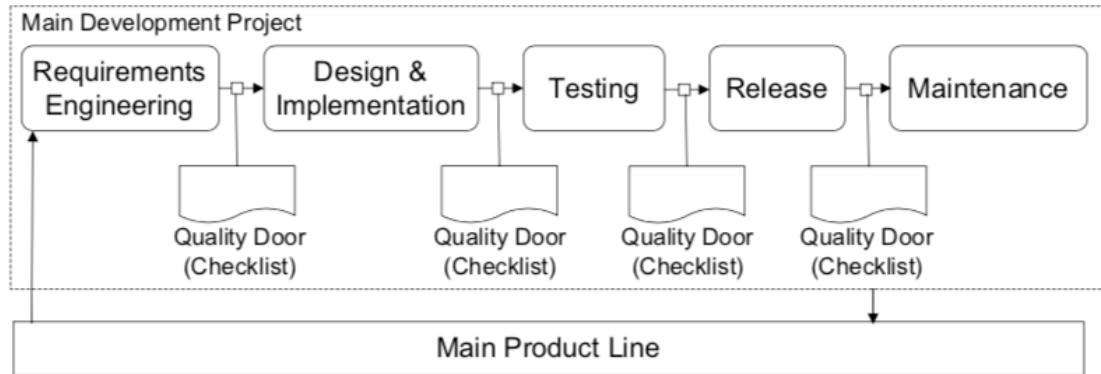 Main Development Project
Requirements
Engineering
Design &
Implementation
Testing
Release
Maintenance
Quality Door
(Checklist)
Quality Door
(Checklist)
Quality Door
(Checklist)
Quality Door
(Checklist)
Main Product Line